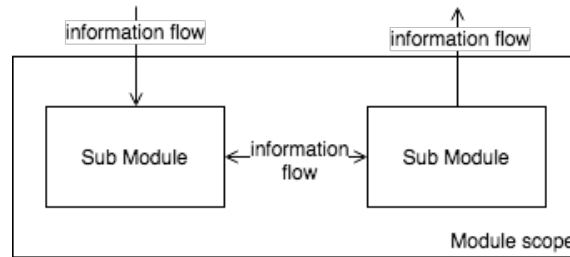 information flow
information flow
Sub Module
information
flow
Sub Module
Module scope